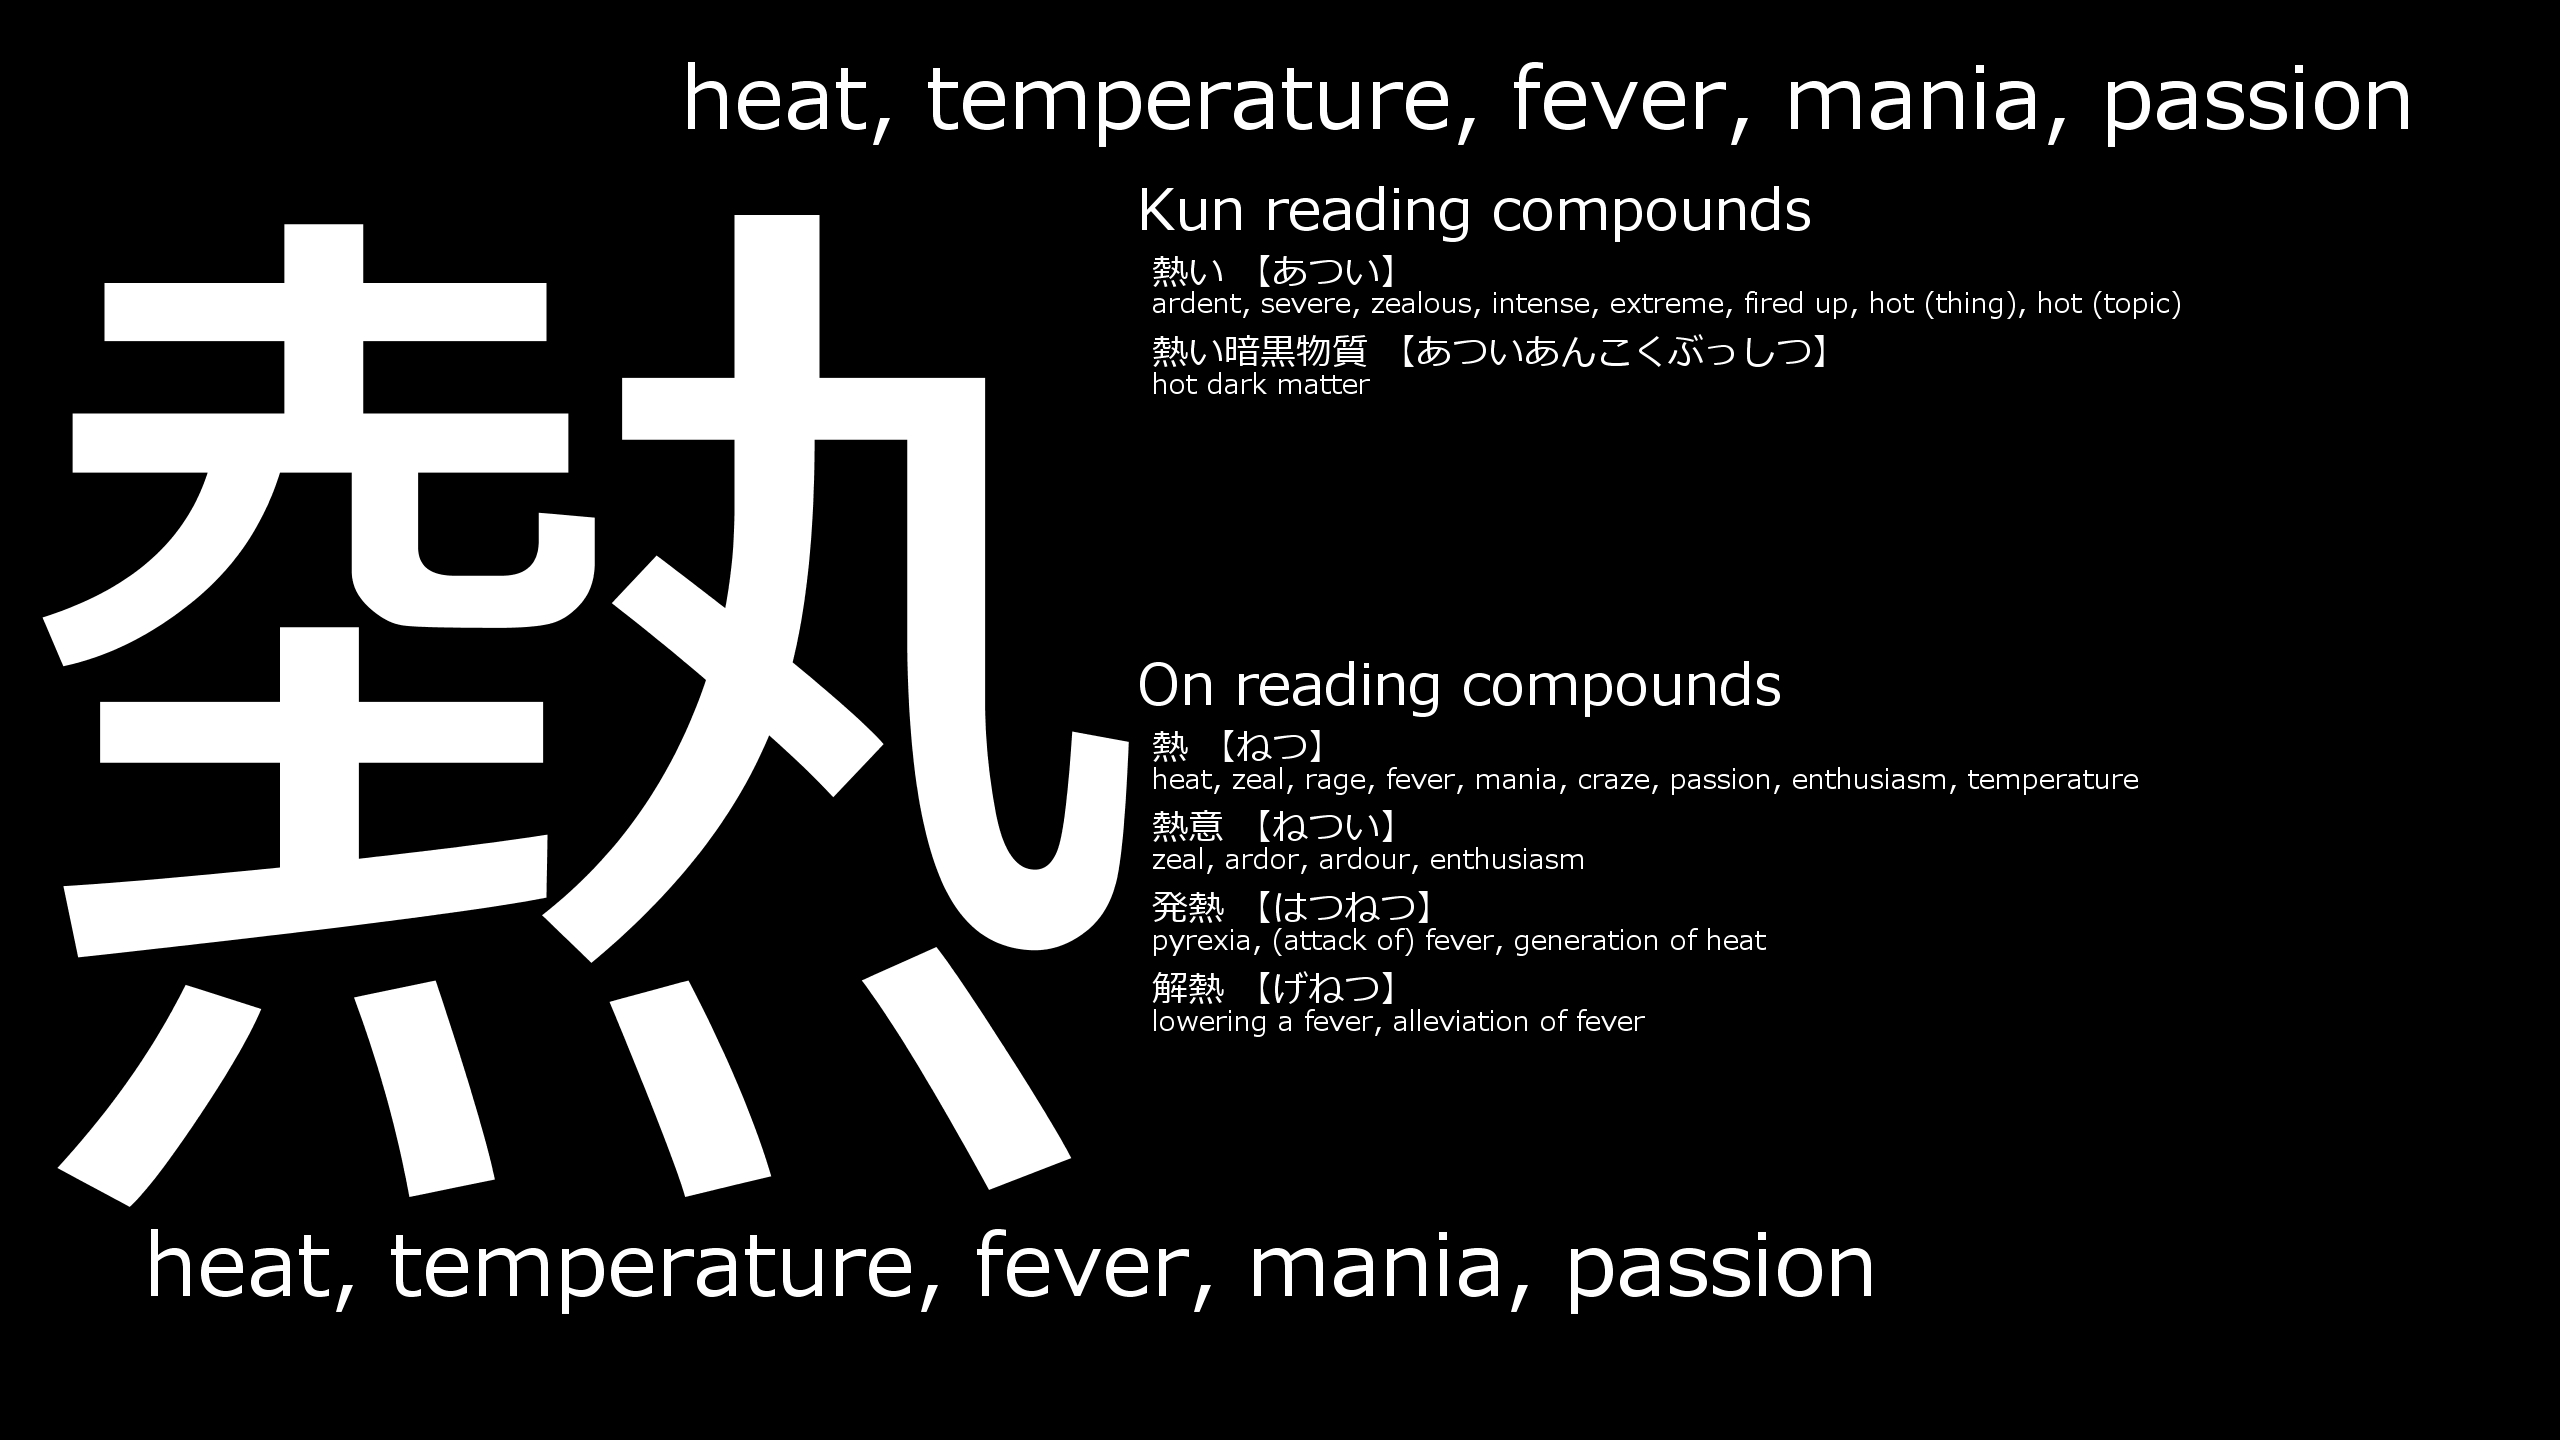 heat, temperature, fever, mania, passion
熱
Kun reading compounds
熱い 【あつい】
ardent, severe, zealous, intense, extreme, fired up, hot (thing), hot (topic)
熱い暗黒物質 【あついあんこくぶっしつ】
hot dark matter
On reading compounds
熱 【ねつ】
heat, zeal, rage, fever, mania, craze, passion, enthusiasm, temperature
熱意 【ねつい】
zeal, ardor, ardour, enthusiasm
発熱 【はつねつ】
pyrexia, (attack of) fever, generation of heat
解熱 【げねつ】
lowering a fever, alleviation of fever
heat, temperature, fever, mania, passion